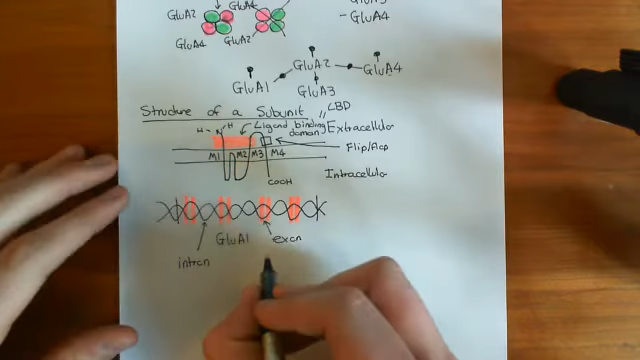 GluA4
GluA2
- GluA4
GluA4 GluA2
GluA2
GluA1 GluA4
GluA3
Structure of a Subunit
LBD
H H Ligand binding domain
Extracellular
Flip/flop
M1 M2 M3 M4
COOH
Intracellular
GluA1 exon
intron